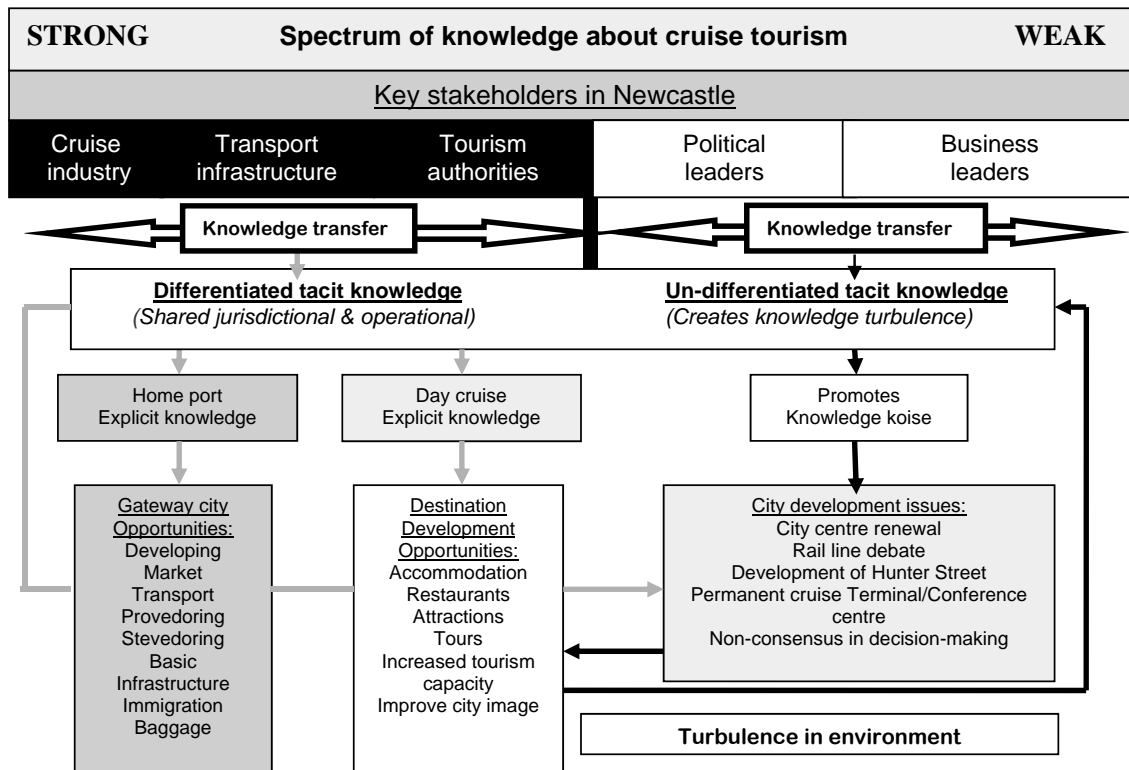 STRONG Spectrum of knowledge about cruise tourism WEAK
Key stakeholders in Newcastle
Cruise industry
Transport infrastructure
Tourism authorities
Political leaders
Business leaders
Knowledge transfer
Knowledge transfer
Differentiated tacit knowledge
(Shared jurisdictional & operational)
Un-differentiated tacit knowledge
(Creates knowledge turbulence)
Home port
Explicit knowledge
Day cruise
Explicit knowledge
Promotes
Knowledge koise
Gateway city
Opportunities:
Developing
Market
Transport
Provedoring
Stevedoring
Basic
Infrastructure
Immigration
Baggage
Destination
Development
Opportunities:
Accommodation
Restaurants
Attractions
Tours
Increased tourism
capacity
Improve city image
City development issues:
City centre renewal
Rail line debate
Development of Hunter Street
Permanent cruise Terminal/Conference
centre
Non-consensus in decision-making
Turbulence in environment